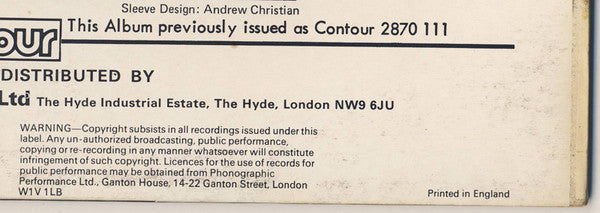 Sleeve Design: Andrew Christian
our This Album previously issued as Contour 2870 111
DISTRIBUTED BY
Ltd The Hyde Industrial Estate, The Hyde, London NW9 6JU
WARNING—Copyright subsists in all recordings issued under this
label. Any un-authorized broadcasting, public performance,
copying or re-recording in any manner whatsoever will constitute
infringement of such copyright. Licences for the use of records for
public performance may be obtained from Phonographic
Performance Ltd., Ganton House, 14-22 Ganton Street, London
W1V 1LB
Printed in England